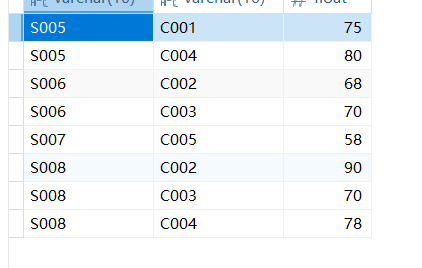 varchar(10) varchar(10) float
S005 C001 75
S005 C004 80
S006 C002 68
S006 C003 70
S007 C005 58
S008 C002 90
S008 C003 70
S008 C004 78